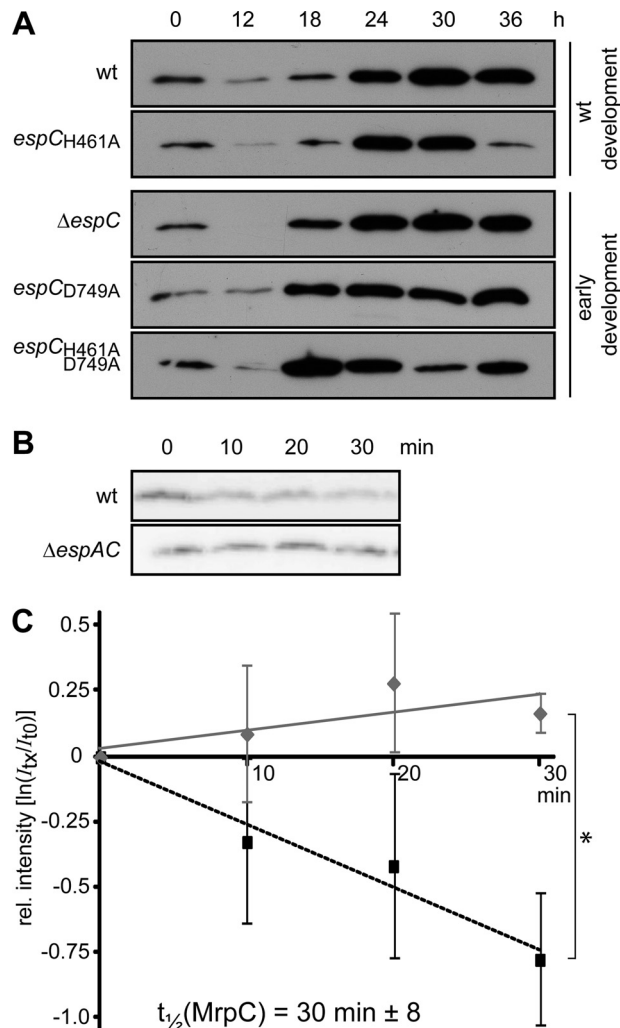 A
0 12 18 24 30 36 h
wt
espCH461A
wt
development
ΔespC
espCD749A
espCH461A
D749A
early
development
B
0 10 20 30 min
wt
ΔespAC
C
0.5
0.25
0
-0.25
-0.5
-0.75
-1.0
rel. intensity [ln(Itx/It0)]
10 20 30
min
*
t½(MrpC) = 30 min ± 8